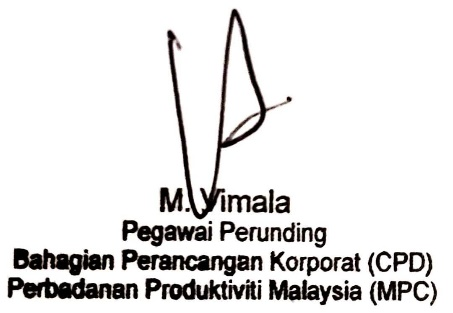 M. Vimala
Pegawai Perunding
Bahagian Perancangan Korporat (CPD)
Perbadanan Produktiviti Malaysia (MPC)